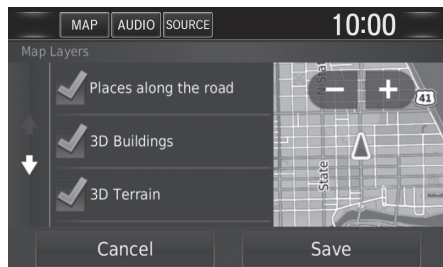 MAP AUDIO SOURCE 10:00
Map Layers
Places along the road
3D Buildings
3D Terrain
− +
41
N State
State
Cancel Save